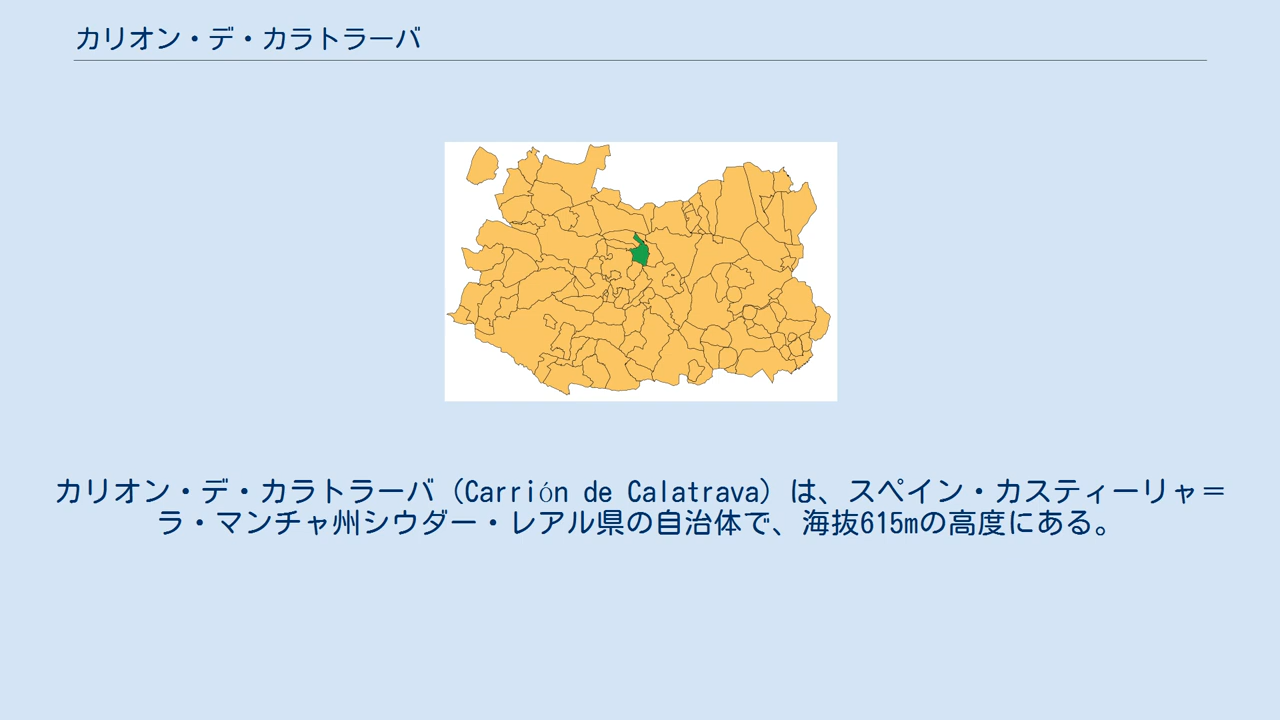 カリオン・デ・カラトラーバ
カリオン・デ・カラトラーバ（Carrión de Calatrava）は、スペイン・カスティーリャ＝
ラ・マンチャ州シウダー・レアル県の自治体で、海抜615mの高度にある。